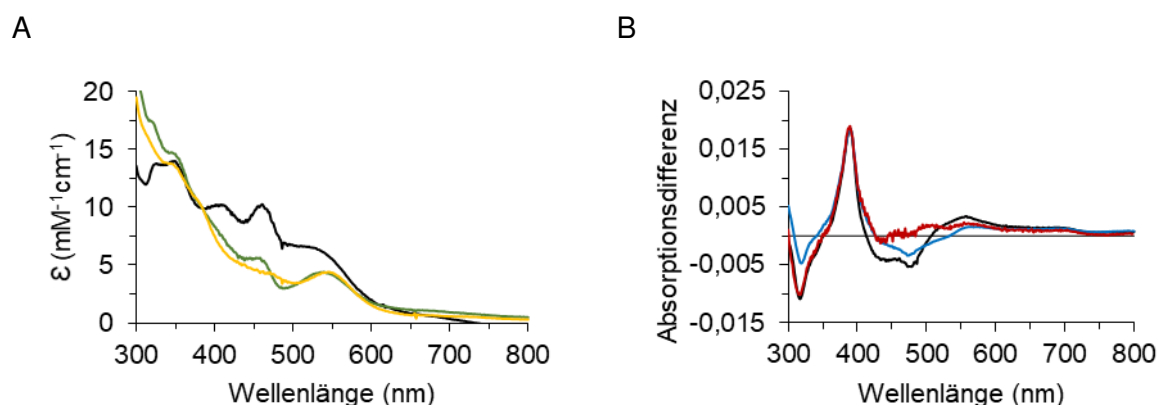 A
B
ε (mM-1cm-1)
20
15
10
5
0
300 400 500 600 700 800
Wellenlänge (nm)
Absorptionsdifferenz
0,025
0,015
0,005
-0,005
-0,015
300 400 500 600 700 800
Wellenlänge (nm)